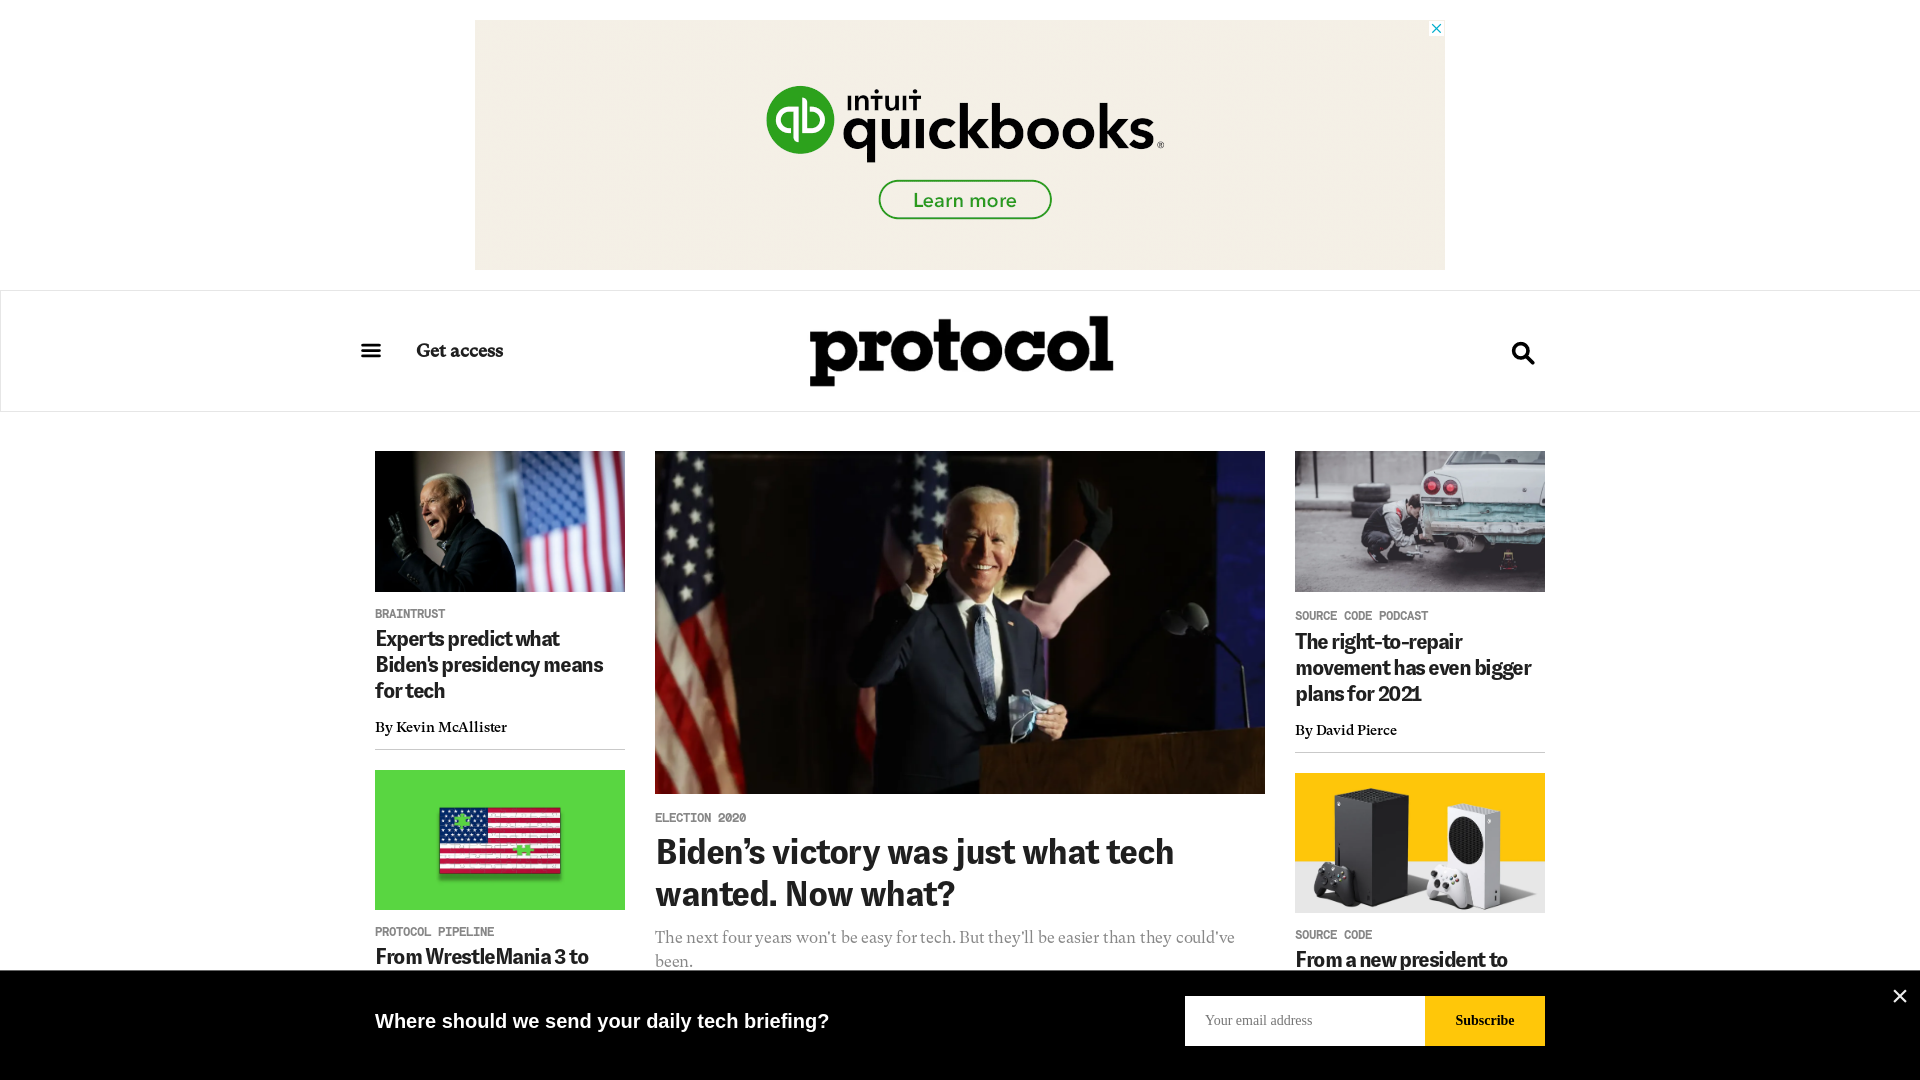 intuit
quickbooks®
Learn more
Get access
protocol
BRAINTRUST
Experts predict what
Biden's presidency means
for tech
By Kevin McAllister
PROTOCOL PIPELINE
From WrestleMania 3 to
ELECTION 2020
Biden’s victory was just what tech
wanted. Now what?
The next four years won't be easy for tech. But they'll be easier than they could've
been.
SOURCE CODE PODCAST
The right-to-repair
movement has even bigger
plans for 2021
By David Pierce
SOURCE CODE
From a new president to
Where should we send your daily tech briefing?
Your email address
Subscribe